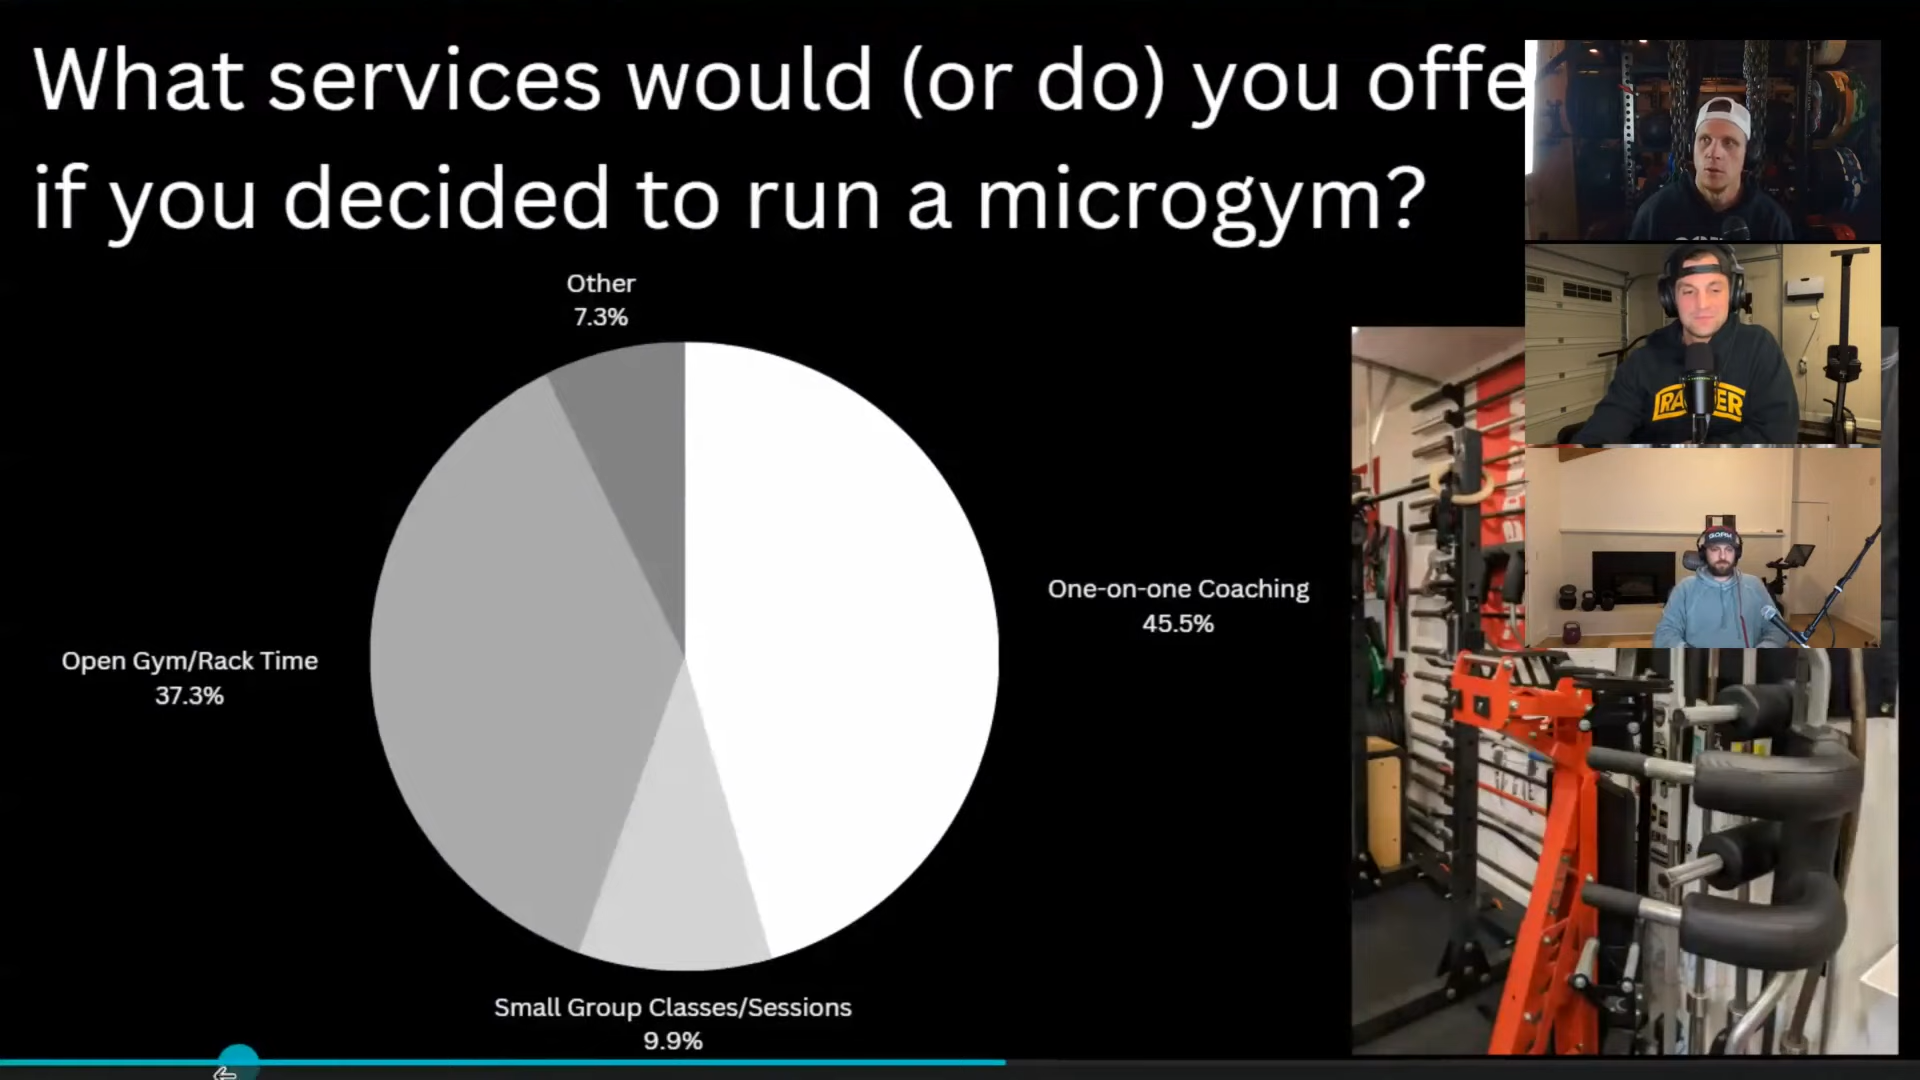 What services would (or do) you offe
if you decided to run a microgym?
Other
7.3%
One-on-one Coaching
45.5%
Open Gym/Rack Time
37.3%
Small Group Classes/Sessions
9.9%